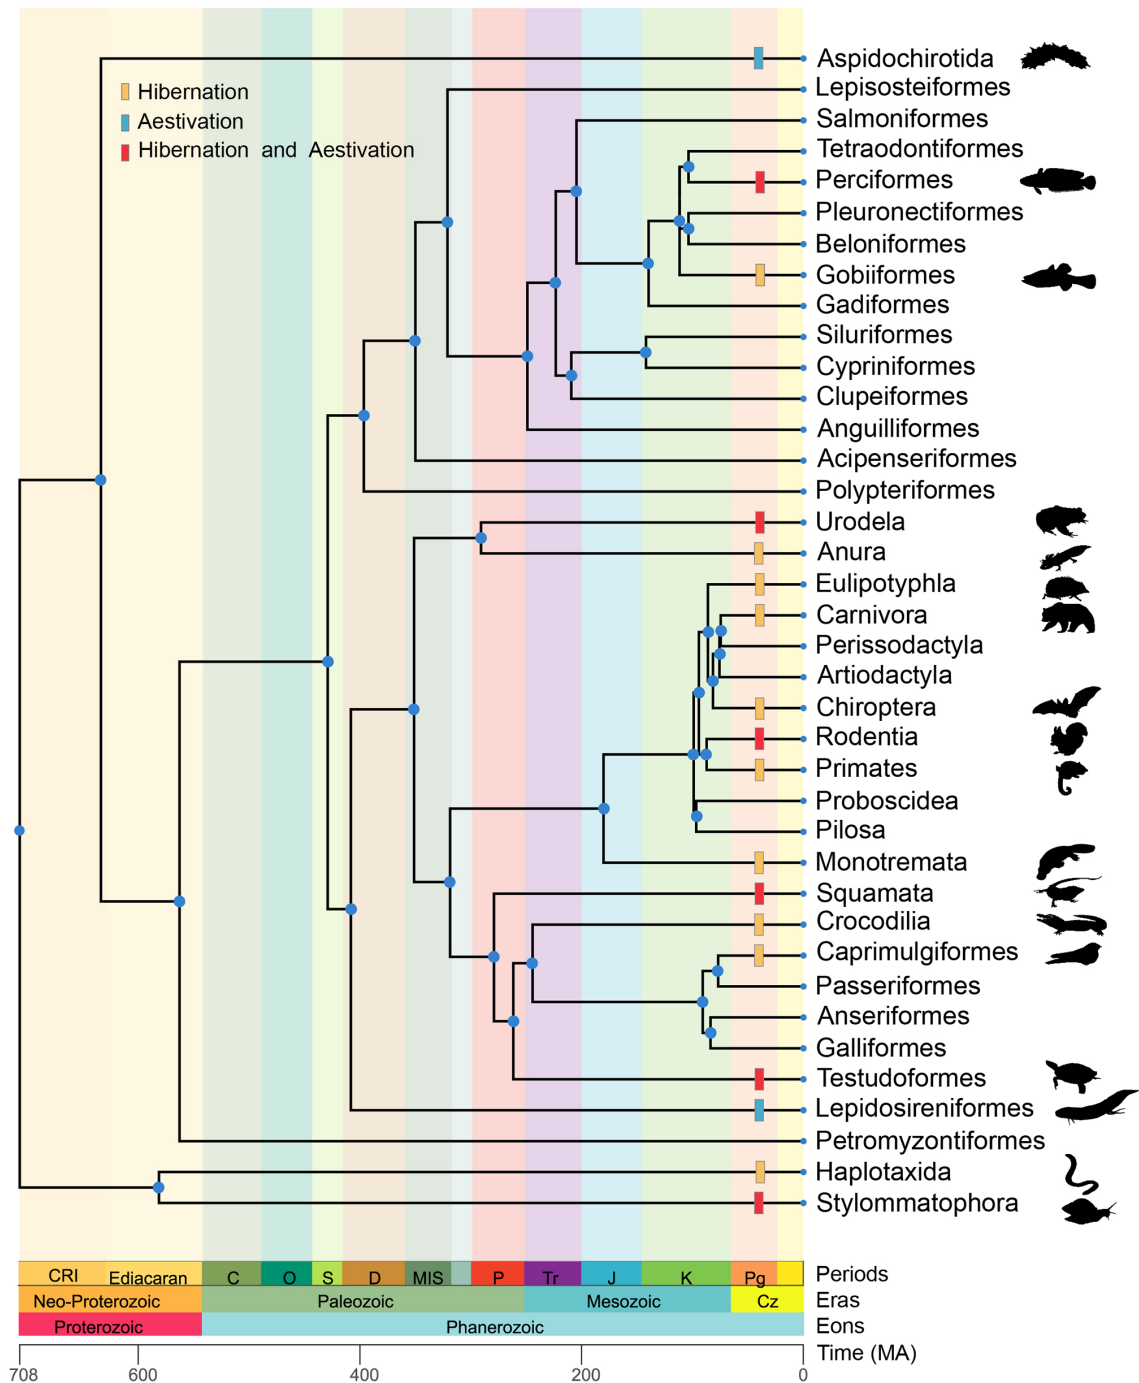 Aspidochirotida
Hibernation
Lepisosteiformes
Aestivation
Salmoniformes
Hibernation and Aestivation
Tetraodontiformes
Perciformes
Pleuronectiformes
Beloniformes
Gobiiformes
Gadiformes
Siluriformes
Cypriniformes
Clupeiformes
Anguilliformes
Acipenseriformes
Polypteriformes
Urodela
Anura
Eulipotyphla
Carnivora
Perissodactyla
Artiodactyla
Chiroptera
Rodentia
Primates
Proboscidea
Pilosa
Monotremata
Squamata
Crocodilia
Caprimulgiformes
Passeriformes
Anseriformes
Galliformes
Testudoformes
Lepidosireniformes
Petromyzontiformes
Haplotaxida
Stylommatophora
CRI Ediacaran C O S D MIS P Tr J K Pg Periods
Neo-Proterozoic Paleozoic Mesozoic Cz Eras
Proterozoic Phanerozoic Eons
Time (MA)
708 600 400 200 0